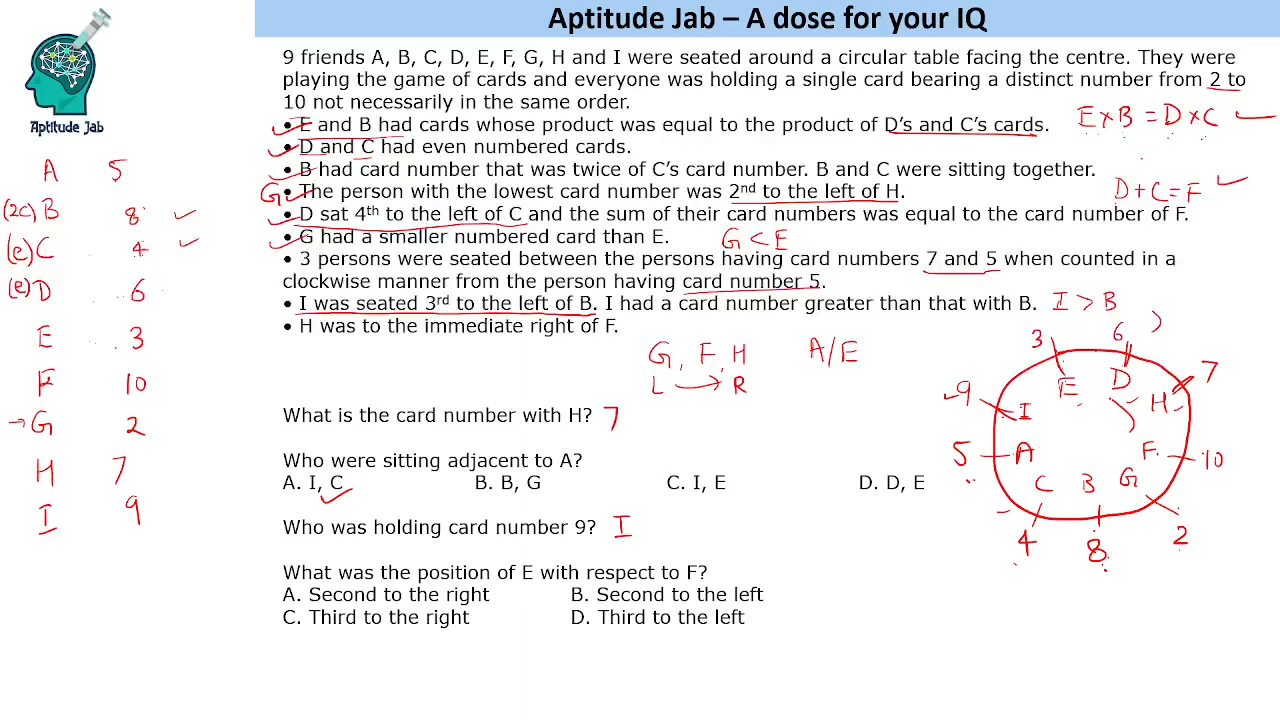 Aptitude Jab – A dose for your IQ
Aptitude Jab
9 friends A, B, C, D, E, F, G, H and I were seated around a circular table facing the centre. They were
playing the game of cards and everyone was holding a single card bearing a distinct number from 2 to
10 not necessarily in the same order.
• E and B had cards whose product was equal to the product of D's and C's cards. E×B = D×C
• D and C had even numbered cards.
• B had card number that was twice of C's card number. B and C were sitting together.
G • The person with the lowest card number was 2nd to the left of H. D+C=F
• D sat 4th to the left of C and the sum of their card numbers was equal to the card number of F.
• G had a smaller numbered card than E. G < E
• 3 persons were seated between the persons having card numbers 7 and 5 when counted in a
clockwise manner from the person having card number 5.
• I was seated 3rd to the left of B. I had a card number greater than that with B. I > B
• H was to the immediate right of F.
A 5
(2C) B 8
(e) C 4
(e) D 6
E 3
F 10
→ G 2
H 7
I 9
G, F, H A/E
L → R
3 6 7
E D H
9 I
5 A F 10
C B G
4 8 2
What is the card number with H? 7
Who were sitting adjacent to A?
A. I, C B. B, G C. I, E D. D, E
Who was holding card number 9? I
What was the position of E with respect to F?
A. Second to the right B. Second to the left
C. Third to the right D. Third to the left